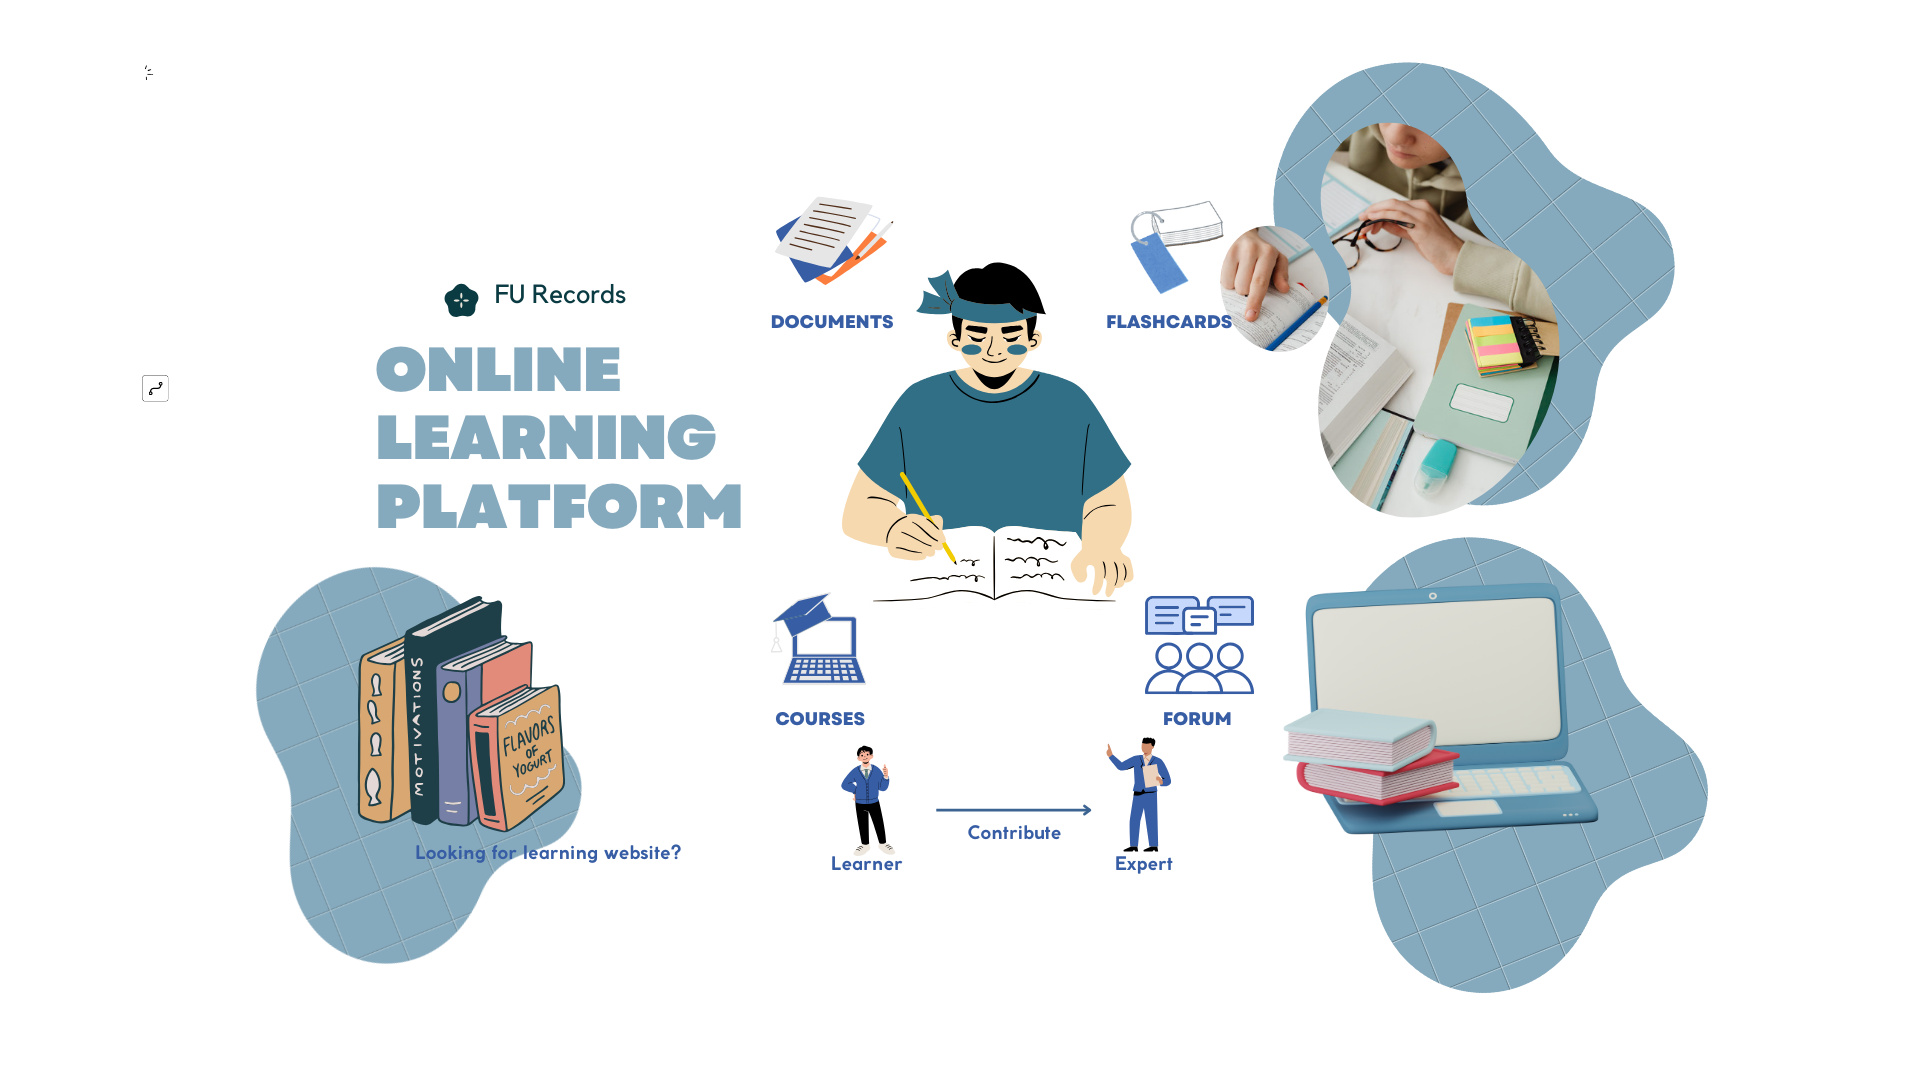 FU Records
ONLINE
LEARNING
PLATFORM
DOCUMENTS
FLASHCARDS
COURSES
FORUM
Learner
Contribute
Expert
MOTIVATIONS
FLAVORS
OF
YOGURT
Looking for learning website?